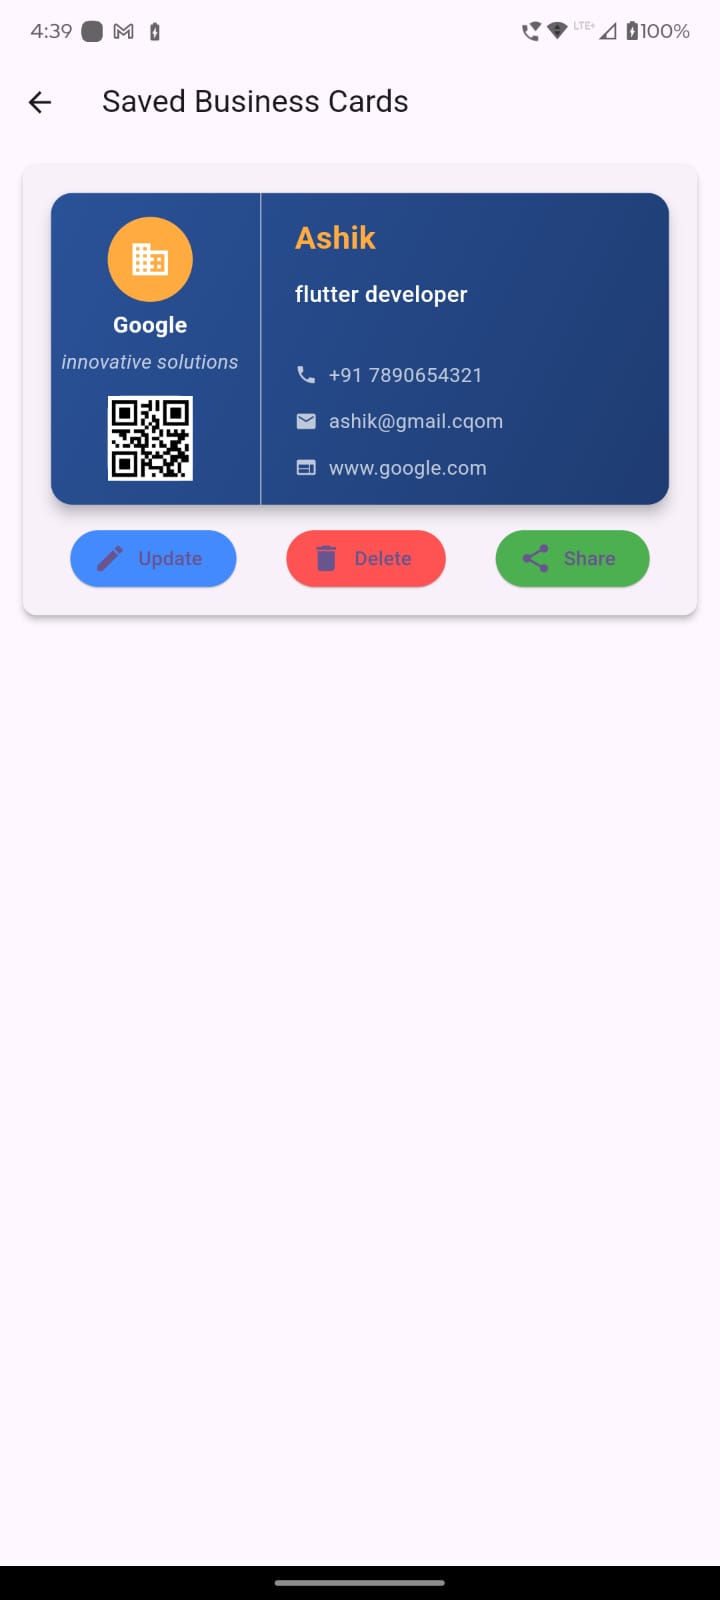 4:39 LTE+ 100%
Saved Business Cards
Google
innovative solutions
Ashik
flutter developer
+91 7890654321
ashik@gmail.cqom
www.google.com
Update Delete Share